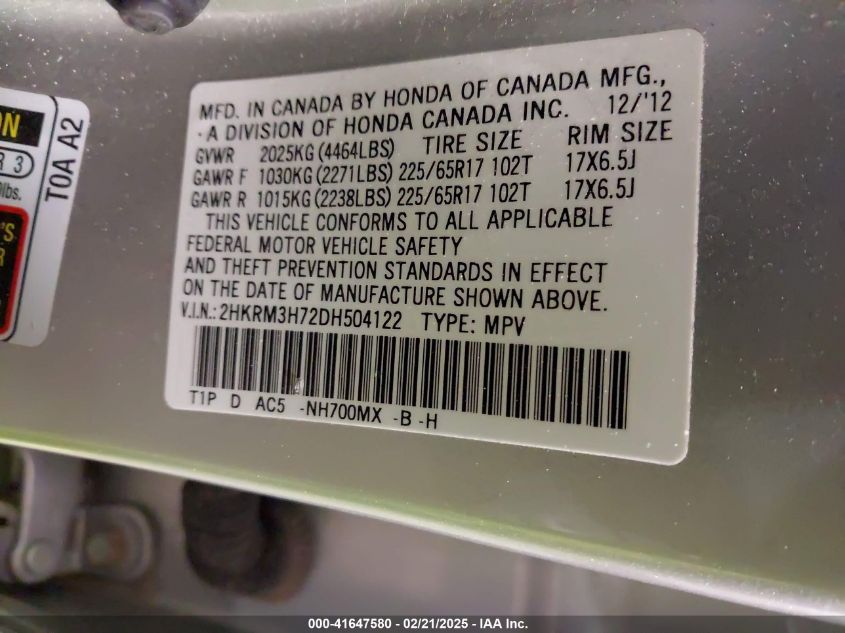 MFD. IN CANADA BY HONDA OF CANADA MFG.,
A DIVISION OF HONDA CANADA INC. 12/'12
GVWR 2025KG (4464LBS) TIRE SIZE RIM SIZE
GAWR F 1030KG (2271LBS) 225/65R17 102T 17X6.5J
GAWR R 1015KG (2238LBS) 225/65R17 102T 17X6.5J
THIS VEHICLE CONFORMS TO ALL APPLICABLE
FEDERAL MOTOR VEHICLE SAFETY
AND THEFT PREVENTION STANDARDS IN EFFECT
ON THE DATE OF MANUFACTURE SHOWN ABOVE.
V.I.N.: 2HKRM3H72DH504122 TYPE: MPV
T1P D AC5 -NH700MX -B -H
3
lbs.
T0A A2
000-41647580 - 02/21/2025 - IAA Inc.